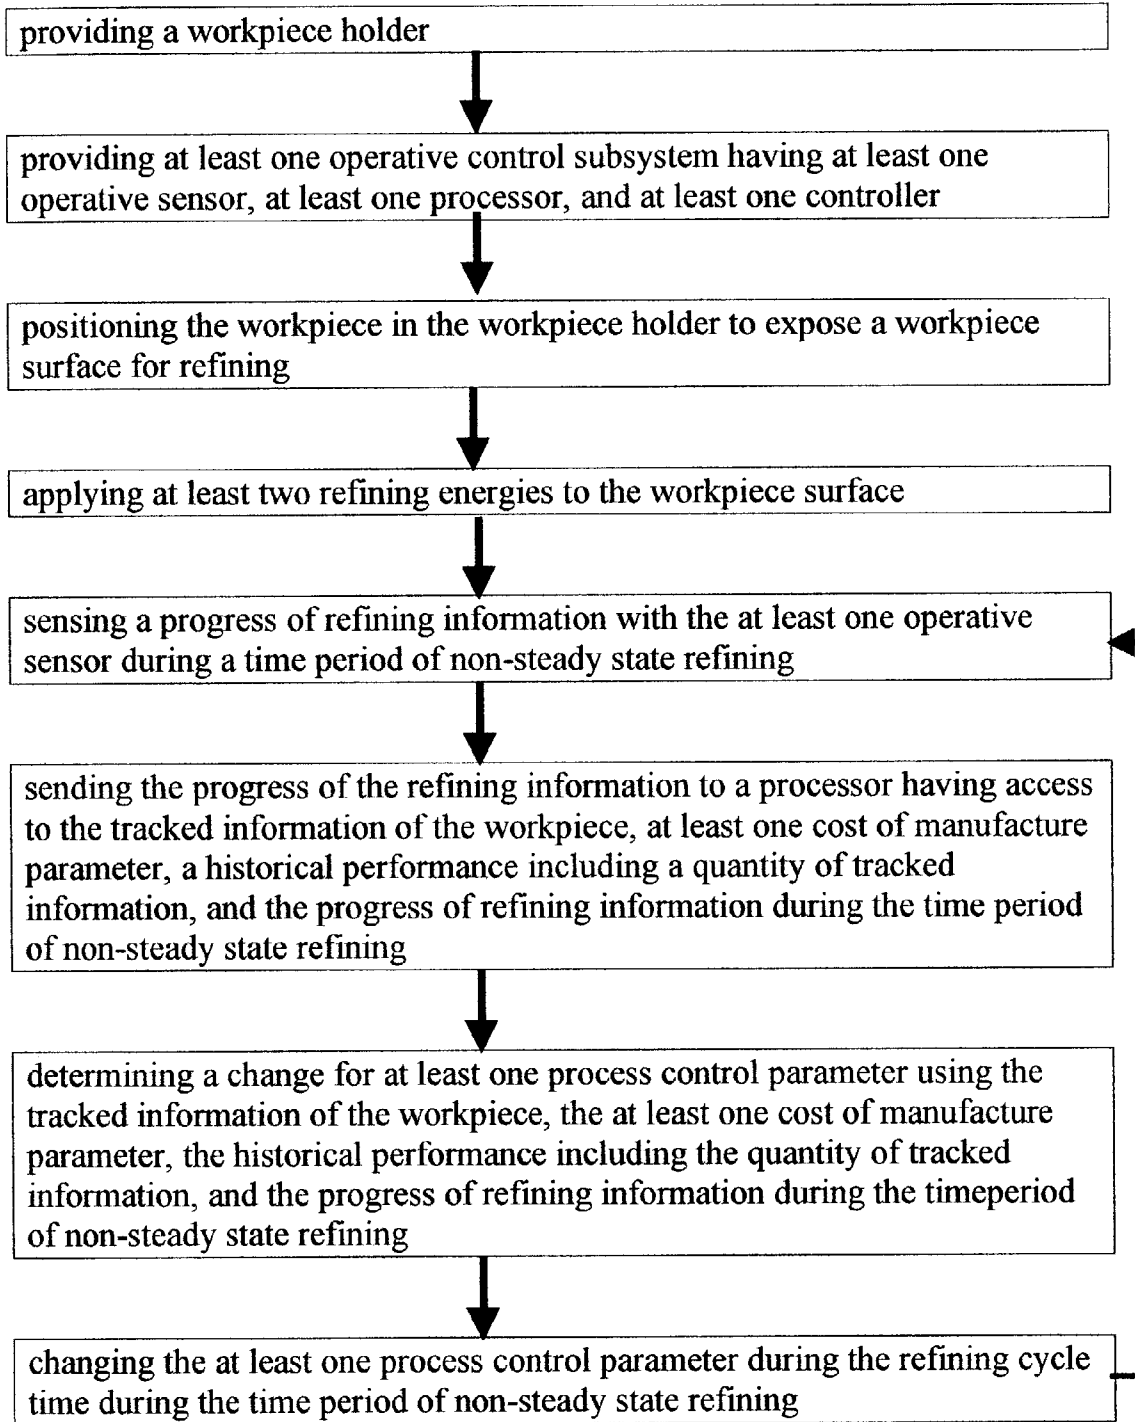 providing a workpiece holder
providing at least one operative control subsystem having at least one
operative sensor, at least one processor, and at least one controller
positioning the workpiece in the workpiece holder to expose a workpiece
surface for refining
applying at least two refining energies to the workpiece surface
sensing a progress of refining information with the at least one operative
sensor during a time period of non-steady state refining
sending the progress of the refining information to a processor having access
to the tracked information of the workpiece, at least one cost of manufacture
parameter, a historical performance including a quantity of tracked
information, and the progress of refining information during the time period
of non-steady state refining
determining a change for at least one process control parameter using the
tracked information of the workpiece, the at least one cost of manufacture
parameter, the historical performance including the quantity of tracked
information, and the progress of refining information during the timeperiod
of non-steady state refining
changing the at least one process control parameter during the refining cycle
time during the time period of non-steady state refining